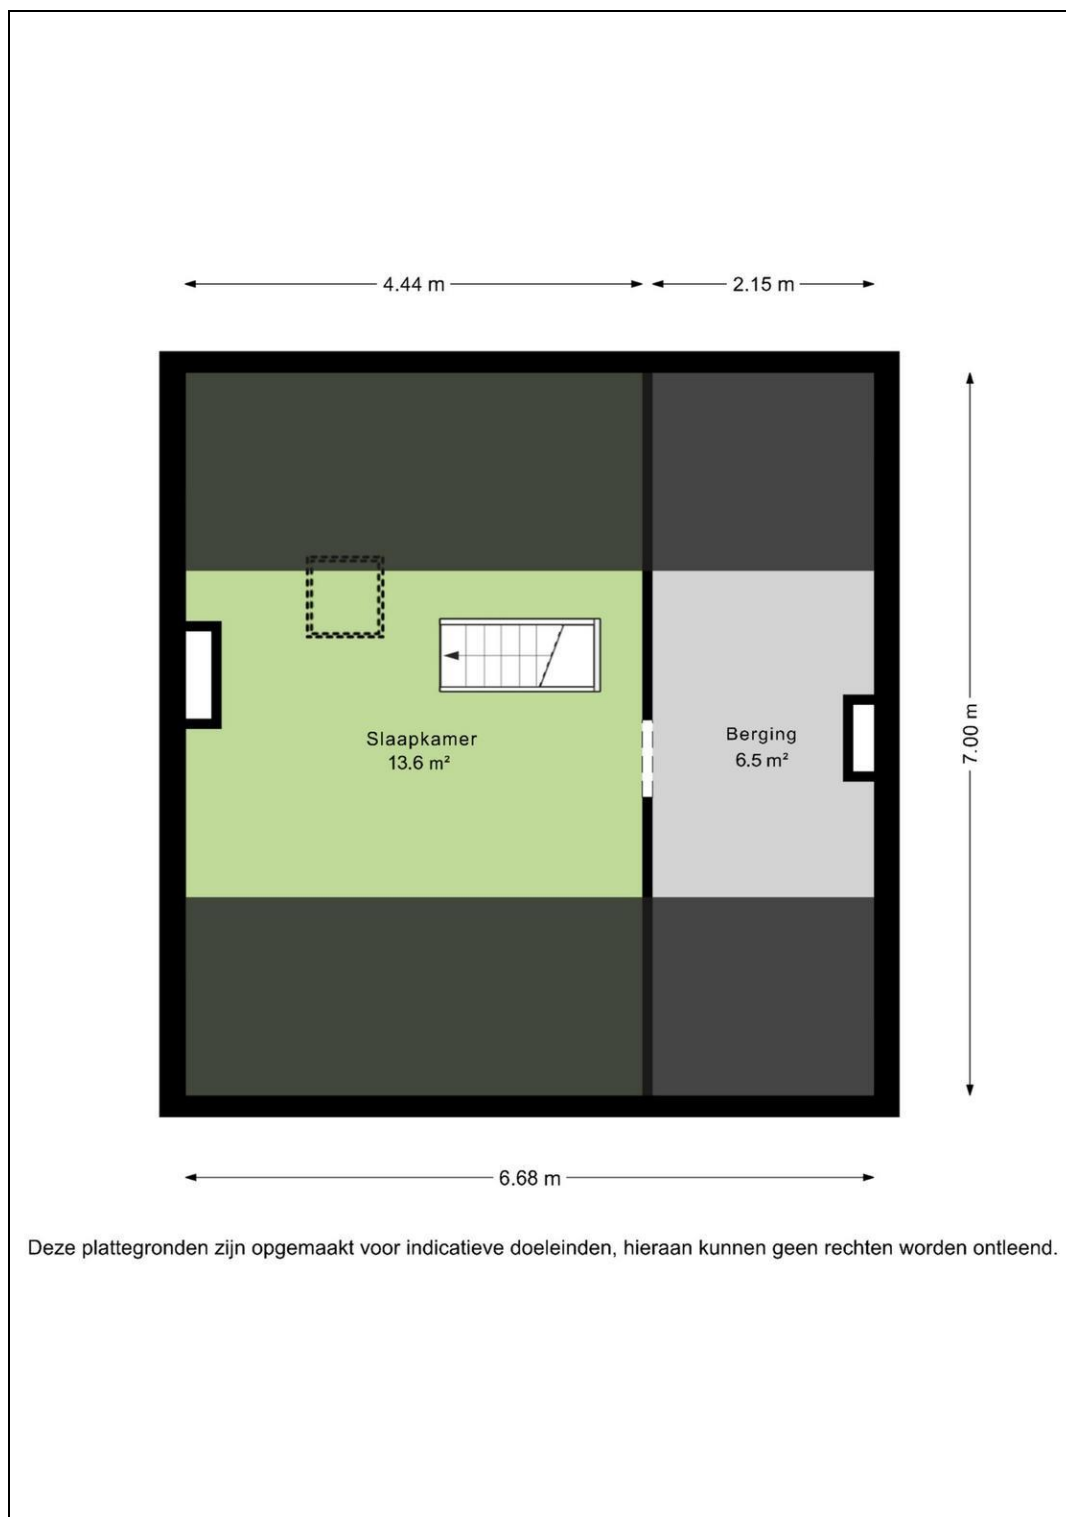 4.44 m
2.15 m
7.00 m
Slaapkamer
13.6 m²
Berging
6.5 m²
6.68 m
Deze plattegronden zijn opgemaakt voor indicatieve doeleinden, hieraan kunnen geen rechten worden ontleend.